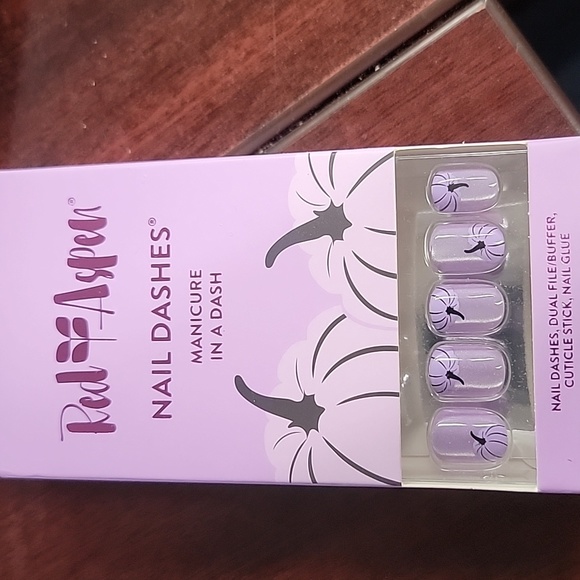 Red Aspen®
NAIL DASHES®
MANICURE
IN A DASH
NAIL DASHES, DUAL FILE/BUFFER,
CUTICLE STICK, NAIL GLUE